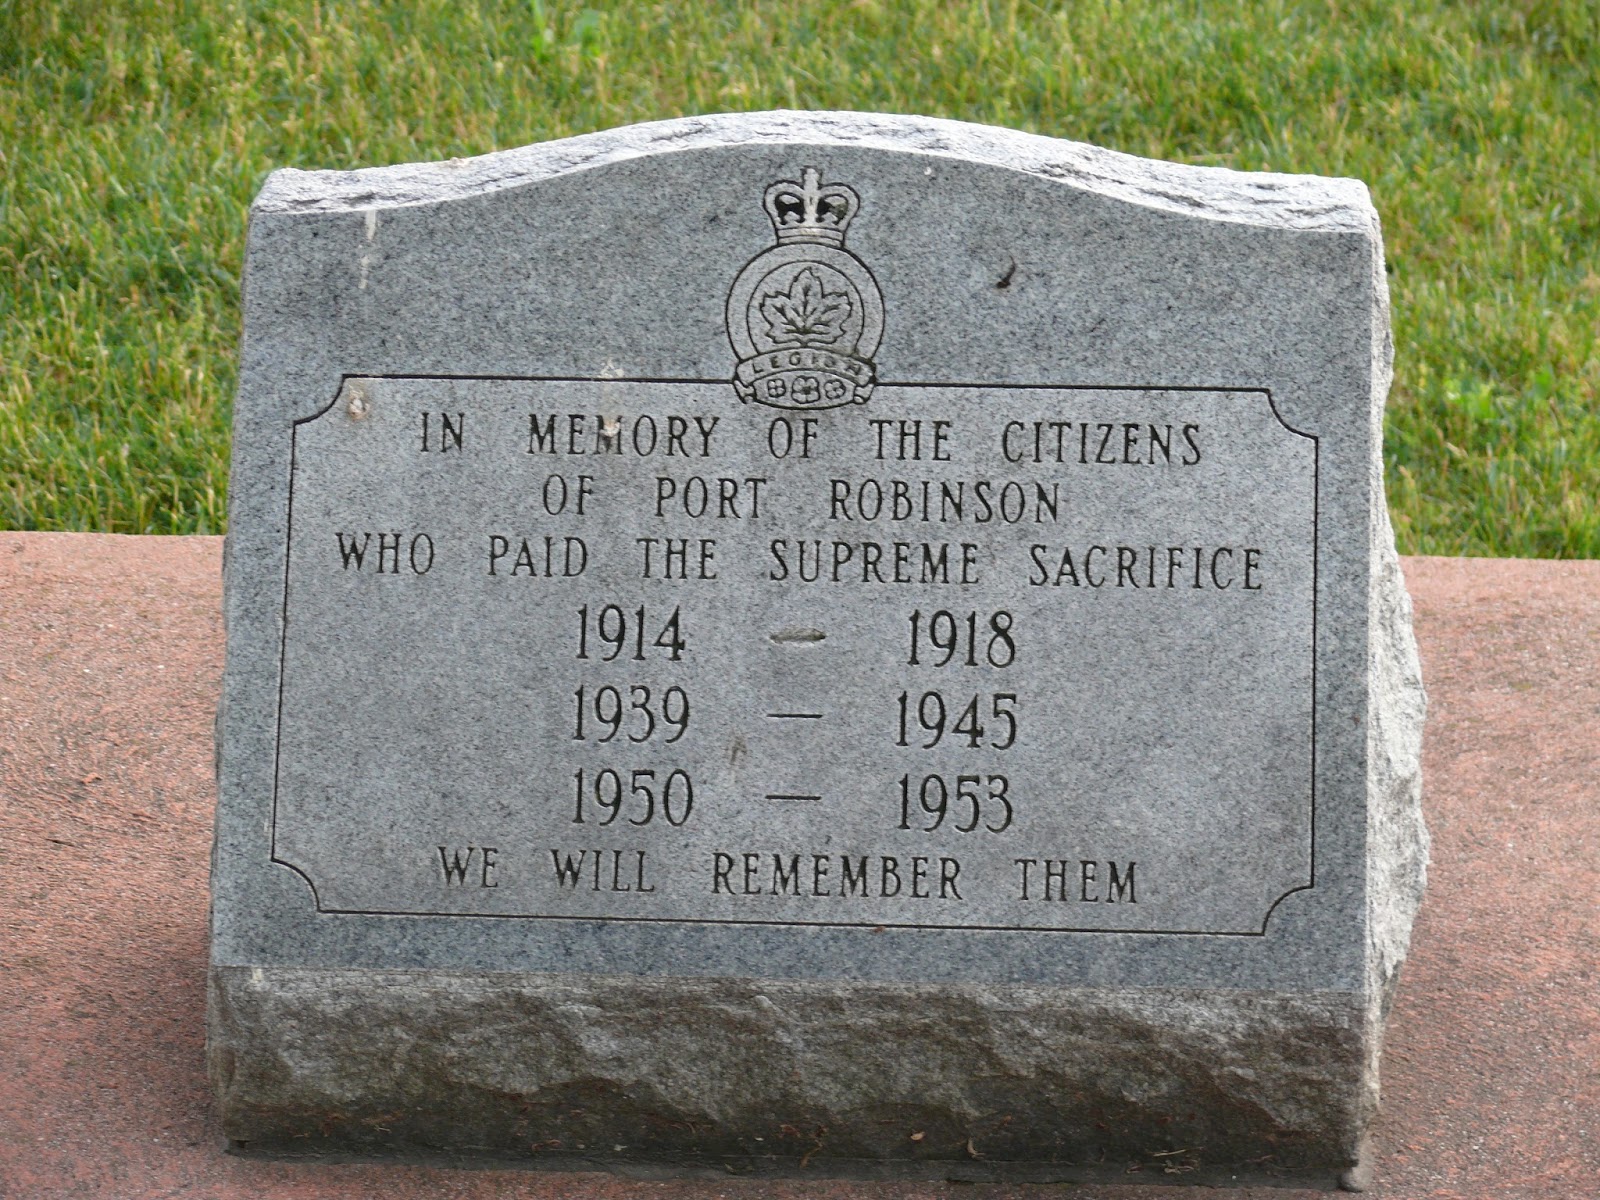 LEGION
IN MEMORY OF THE CITIZENS
OF PORT ROBINSON
WHO PAID THE SUPREME SACRIFICE
1914 — 1918
1939 — 1945
1950 — 1953
WE WILL REMEMBER THEM